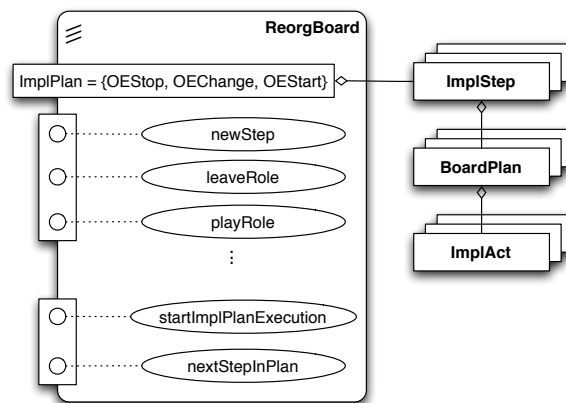 ReorgBoard
ImplPlan = {OEStop, OEChange, OEStart}
ImplStep
newStep
leaveRole
BoardPlan
playRole
ImplAct
⋮
startImplPlanExecution
nextStepInPlan